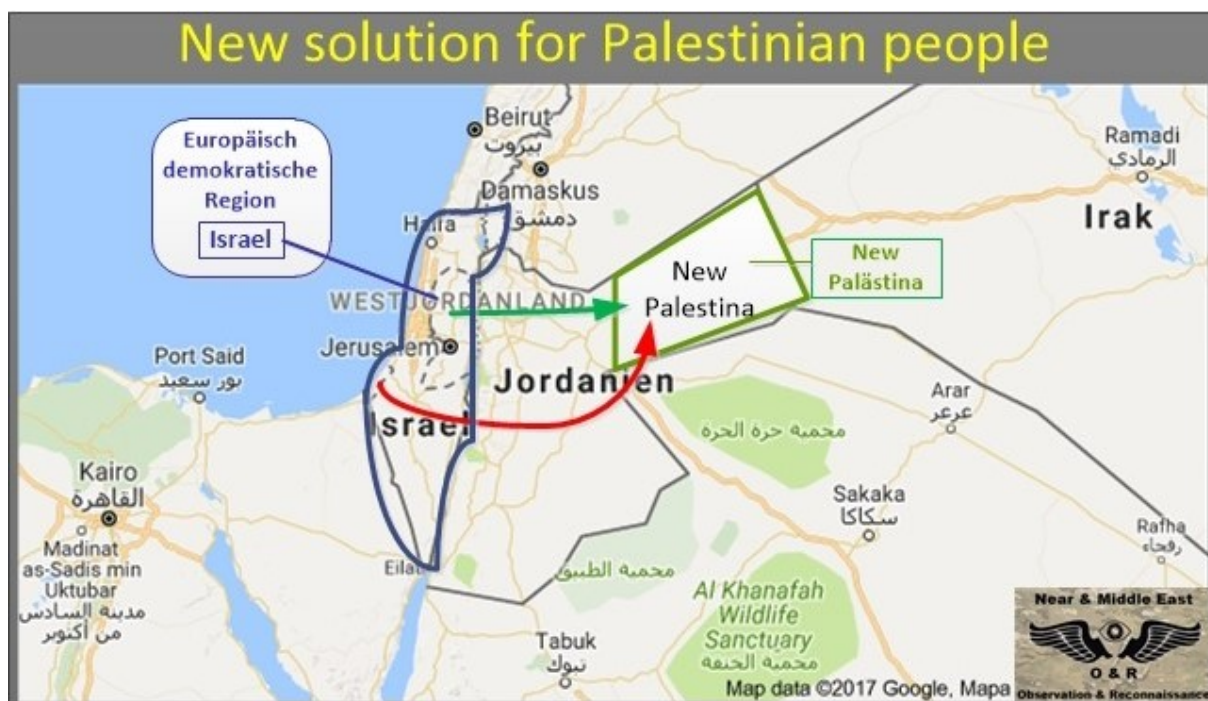 New solution for Palestinian people
Beirut
بيروت
Ramadi
الرمادي
Europäisch
demokratische
Region
Israel
Damaskus
دمشق
Haifa
Irak
New
Palästina
New
Palestina
WESTJORDANLAND
Port Said
بور سعيد
Jerusalem
Jordanien
Arar
عرعر
محمية حرة الحرة
Israel
Kairo
القاهرة
Sakaka
سكاكا
Rafha
رفحاء
Madinat
as-Sadis min
Uktubar
مدينة السادس
من أكتوبر
Eilat
محمية الطبيق
Al Khanafah
Wildlife
Sanctuary
محمية الخنفة
Tabuk
تبوك
Near & Middle East
O & R
Observation & Reconnaissance
Map data ©2017 Google, Mapa